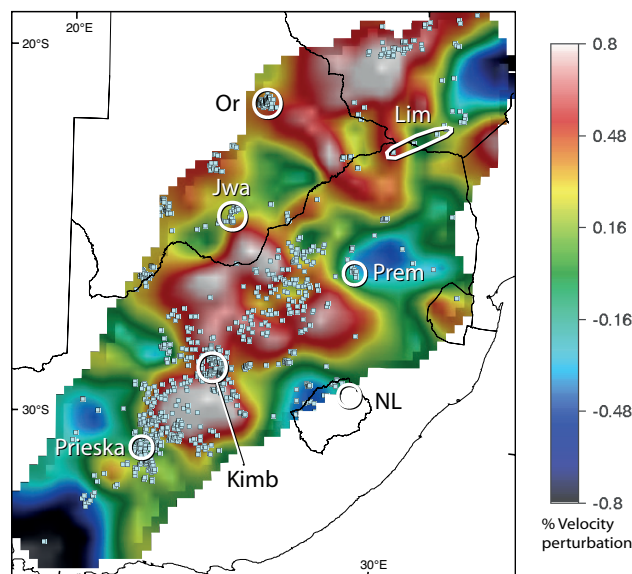 20°E
20°S
0.8
Or
Lim
0.48
Jwa
0.16
Prem
-0.16
30°S
NL
-0.48
Prieska
Kimb
-0.8
30°E
% Velocity
perturbation